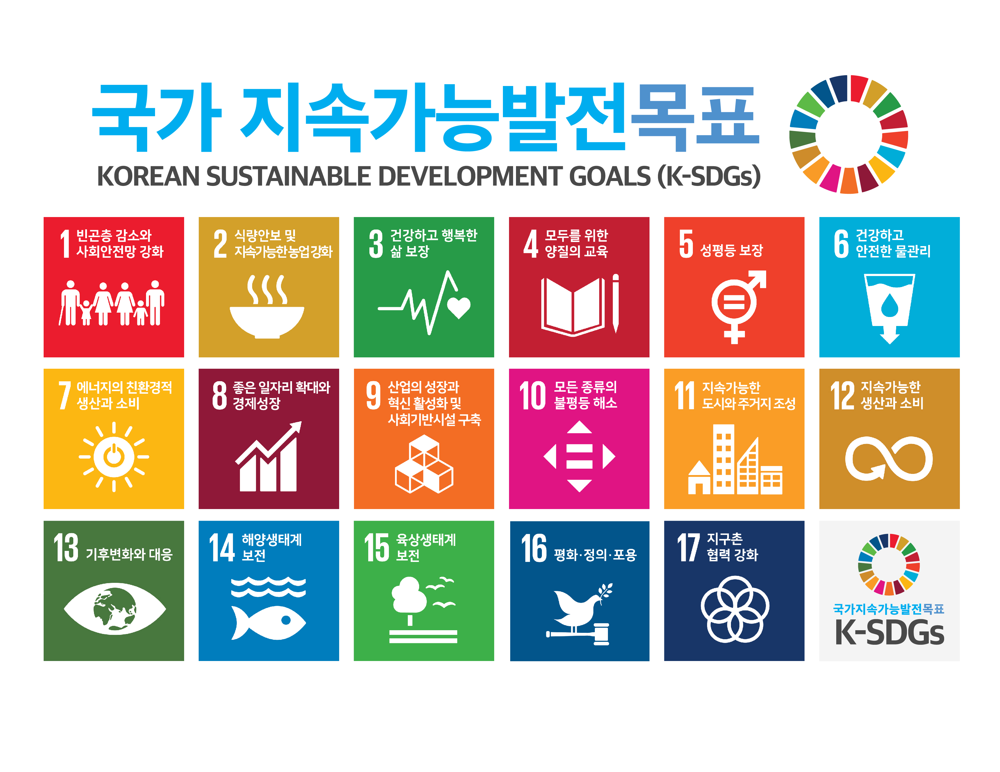 국가 지속가능발전목표
KOREAN SUSTAINABLE DEVELOPMENT GOALS (K-SDGs)
1 빈곤층 감소와
사회안전망 강화
2 식량안보 및
지속가능한 농업 강화
3 건강하고 행복한
삶 보장
4 모두를 위한
양질의 교육
5 성평등 보장
6 건강하고
안전한 물관리
7 에너지의 친환경적
생산과 소비
8 좋은 일자리 확대와
경제성장
9 산업의 성장과
혁신 활성화 및
사회기반시설 구축
10 모든 종류의
불평등 해소
11 지속가능한
도시와 주거지 조성
12 지속가능한
생산과 소비
13 기후변화와 대응
14 해양생태계
보전
15 육상생태계
보전
16 평화·정의·포용
17 지구촌
협력 강화
국가지속가능발전목표
K-SDGs